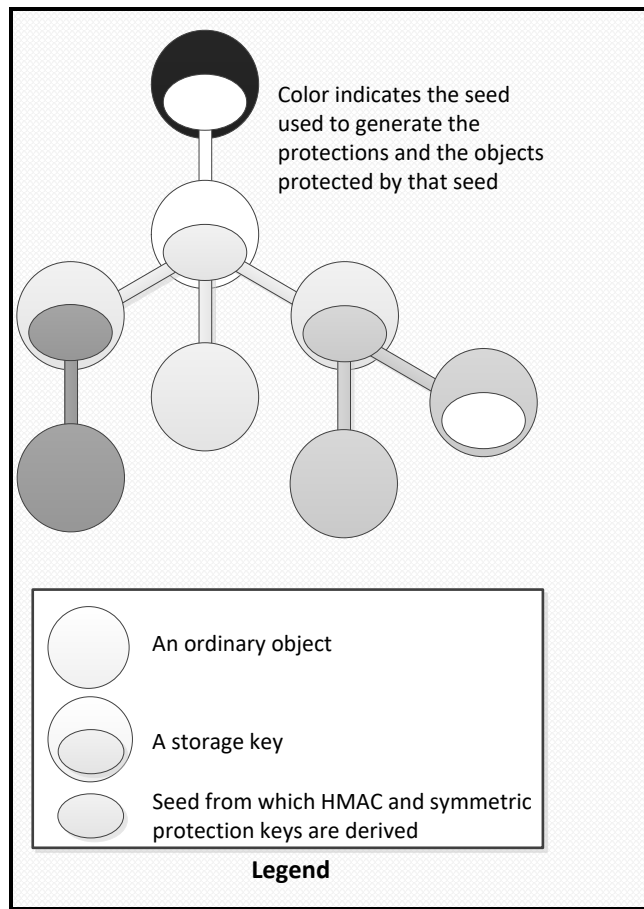 Color indicates the seed
used to generate the
protections and the objects
protected by that seed
An ordinary object
A storage key
Seed from which HMAC and symmetric
protection keys are derived
Legend